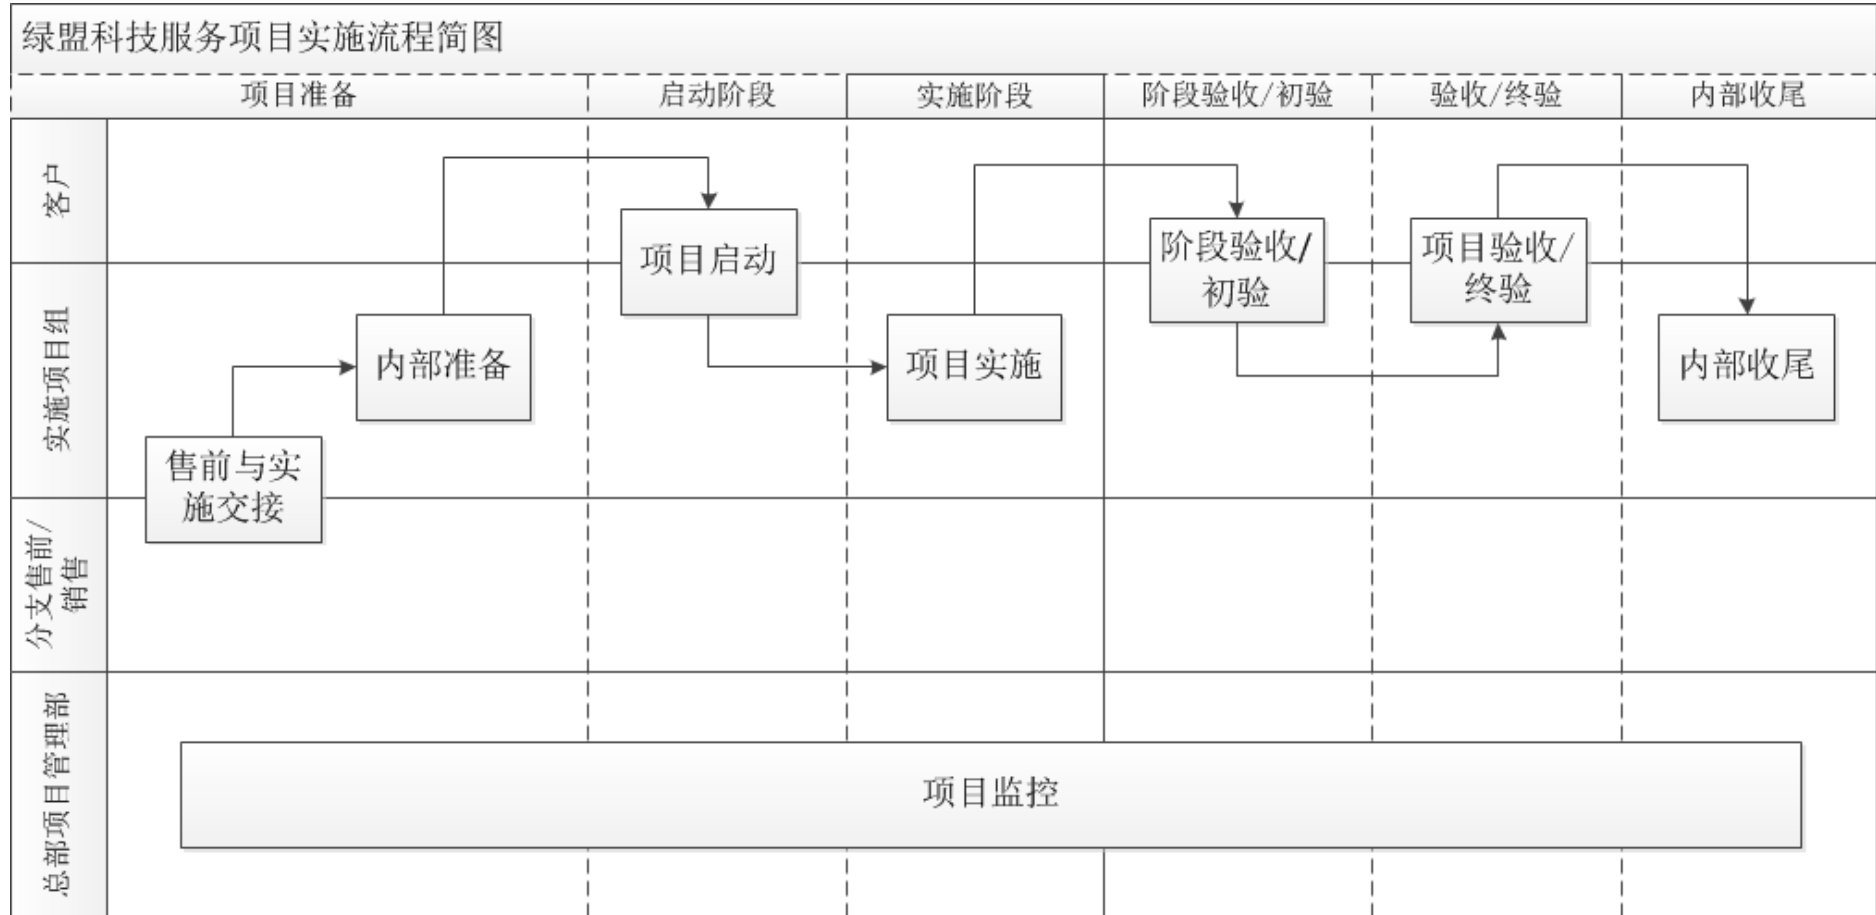 绿盟科技服务项目实施流程简图
项目准备
启动阶段
实施阶段
阶段验收/初验
验收/终验
内部收尾
客户
项目启动
阶段验收/
初验
项目验收/
终验
实施项目组
内部准备
项目实施
内部收尾
售前与实
施交接
分支售前/
销售
总部项目管理部
项目监控